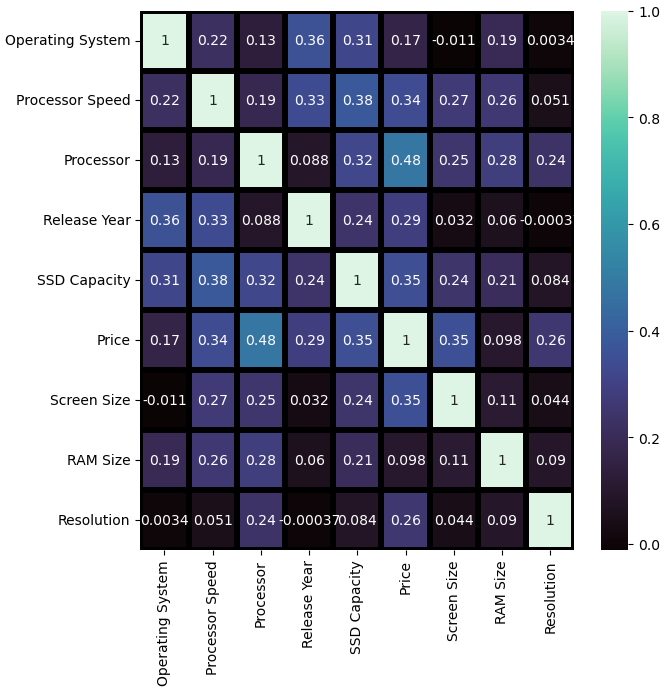 Operating System 1 0.22 0.13 0.36 0.31 0.17 -0.011 0.19 0.0034
Processor Speed 0.22 1 0.19 0.33 0.38 0.34 0.27 0.26 0.051
Processor 0.13 0.19 1 0.088 0.32 0.48 0.25 0.28 0.24
Release Year 0.36 0.33 0.088 1 0.24 0.29 0.032 0.06 -0.0003
SSD Capacity 0.31 0.38 0.32 0.24 1 0.35 0.24 0.21 0.084
Price 0.17 0.34 0.48 0.29 0.35 1 0.35 0.098 0.26
Screen Size -0.011 0.27 0.25 0.032 0.24 0.35 1 0.11 0.044
RAM Size 0.19 0.26 0.28 0.06 0.21 0.098 0.11 1 0.09
Resolution 0.0034 0.051 0.24 -0.00037 0.084 0.26 0.044 0.09 1
Operating System
Processor Speed
Processor
Release Year
SSD Capacity
Price
Screen Size
RAM Size
Resolution
1.0
0.8
0.6
0.4
0.2
0.0